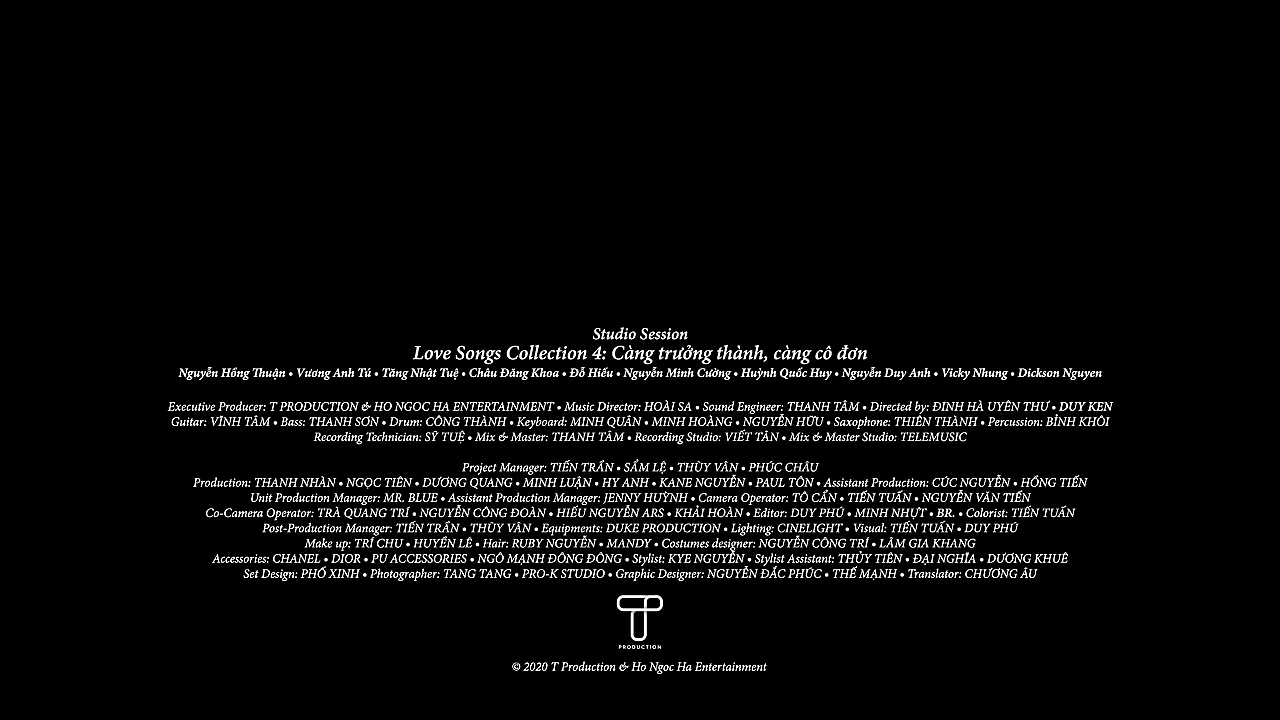 Studio Session
Love Songs Collection 4: Càng trưởng thành, càng cô đơn
Nguyễn Hồng Thuận • Vương Anh Tú • Tăng Nhật Tuệ • Châu Đăng Khoa • Đỗ Hiếu • Nguyễn Minh Cường • Huỳnh Quốc Huy • Nguyễn Duy Anh • Vicky Nhung • Dickson Nguyen
Executive Producer: T PRODUCTION & HO NGOC HA ENTERTAINMENT • Music Director: HOÀI SA • Sound Engineer: THANH TÂM • Directed by: ĐINH HÀ UYÊN THƯ • DUY KEN
Guitar: VĨNH TÂM • Bass: THANH SƠN • Drum: CÔNG THÀNH • Keyboard: MINH QUÂN • MINH HOÀNG • NGUYỄN HỮU • Saxophone: THIÊN THÀNH • Percussion: BỈNH KHÔI
Recording Technician: SỸ TUỆ • Mix & Master: THANH TÂM • Recording Studio: VIẾT TÂN • Mix & Master Studio: TELEMUSIC
Project Manager: TIẾN TRẦN • SẨM LỆ • THÙY VÂN • PHÚC CHÂU
Production: THANH NHÀN • NGỌC TIÊN • DƯƠNG QUANG • MINH LUẬN • HY ANH • KANE NGUYỄN • PAUL TÔN • Assistant Production: CÚC NGUYỄN • HỒNG TIẾN
Unit Production Manager: MR. BLUE • Assistant Production Manager: JENNY HUỲNH • Camera Operator: TÔ CẨN • TIẾN TUẤN • NGUYỄN VĂN TIẾN
Co-Camera Operator: TRÀ QUANG TRÍ • NGUYỄN CÔNG ĐOÀN • HIẾU NGUYỄN ARS • KHẢI HOÀN • Editor: DUY PHÚ • MINH NHỰT • BR. • Colorist: TIẾN TUẤN
Post-Production Manager: TIẾN TRẦN • THÙY VÂN • Equipments: DUKE PRODUCTION • Lighting: CINELIGHT • Visual: TIẾN TUẤN • DUY PHÚ
Make up: TRÍ CHU • HUYỀN LÊ • Hair: RUBY NGUYỄN • MANDY • Costumes designer: NGUYỄN CÔNG TRÍ • LÂM GIA KHANG
Accessories: CHANEL • DIOR • PU ACCESSORIES • NGÔ MẠNH ĐÔNG ĐÔNG • Stylist: KYE NGUYỄN • Stylist Assistant: THỦY TIÊN • ĐẠI NGHĨA • DƯƠNG KHUÊ
Set Design: PHỐ XINH • Photographer: TANG TANG • PRO-K STUDIO • Graphic Designer: NGUYỄN ĐẮC PHÚC • THẾ MẠNH • Translator: CHƯƠNG ÂU
T
PRODUCTION
© 2020 T Production & Ho Ngoc Ha Entertainment